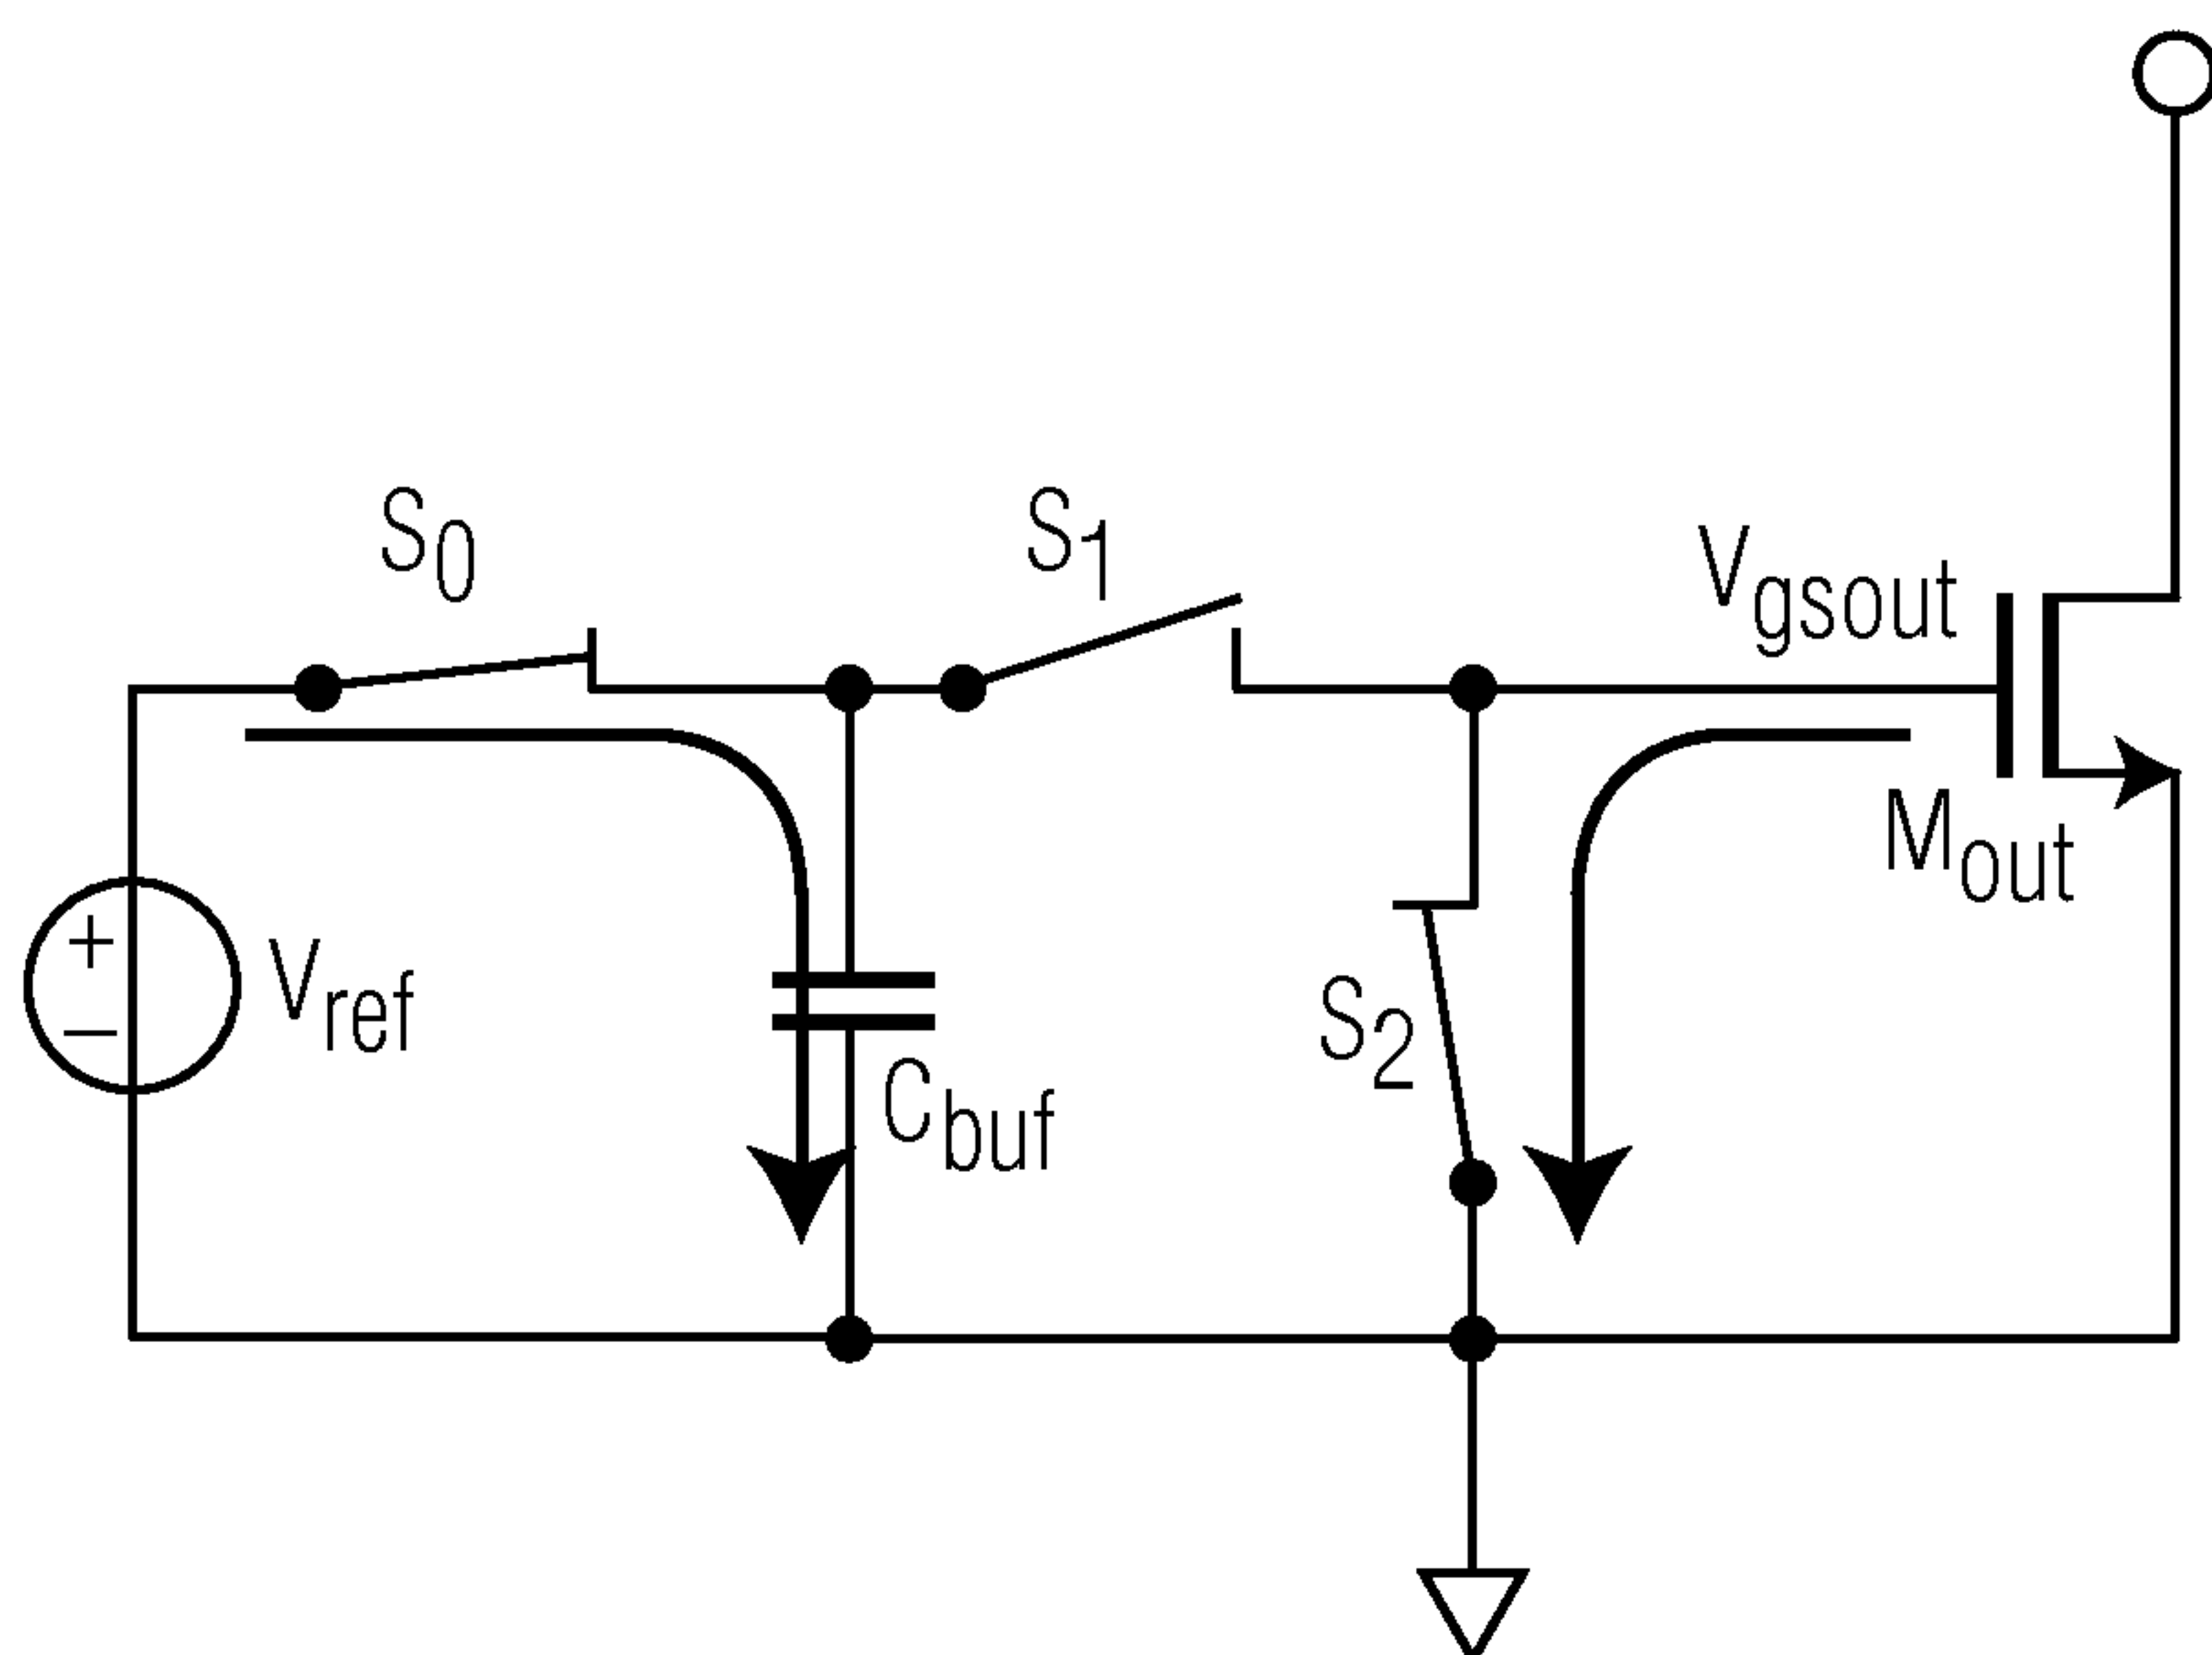 S0
S1
Vgsout
Mout
+
Vref
−
S2
Cbuf